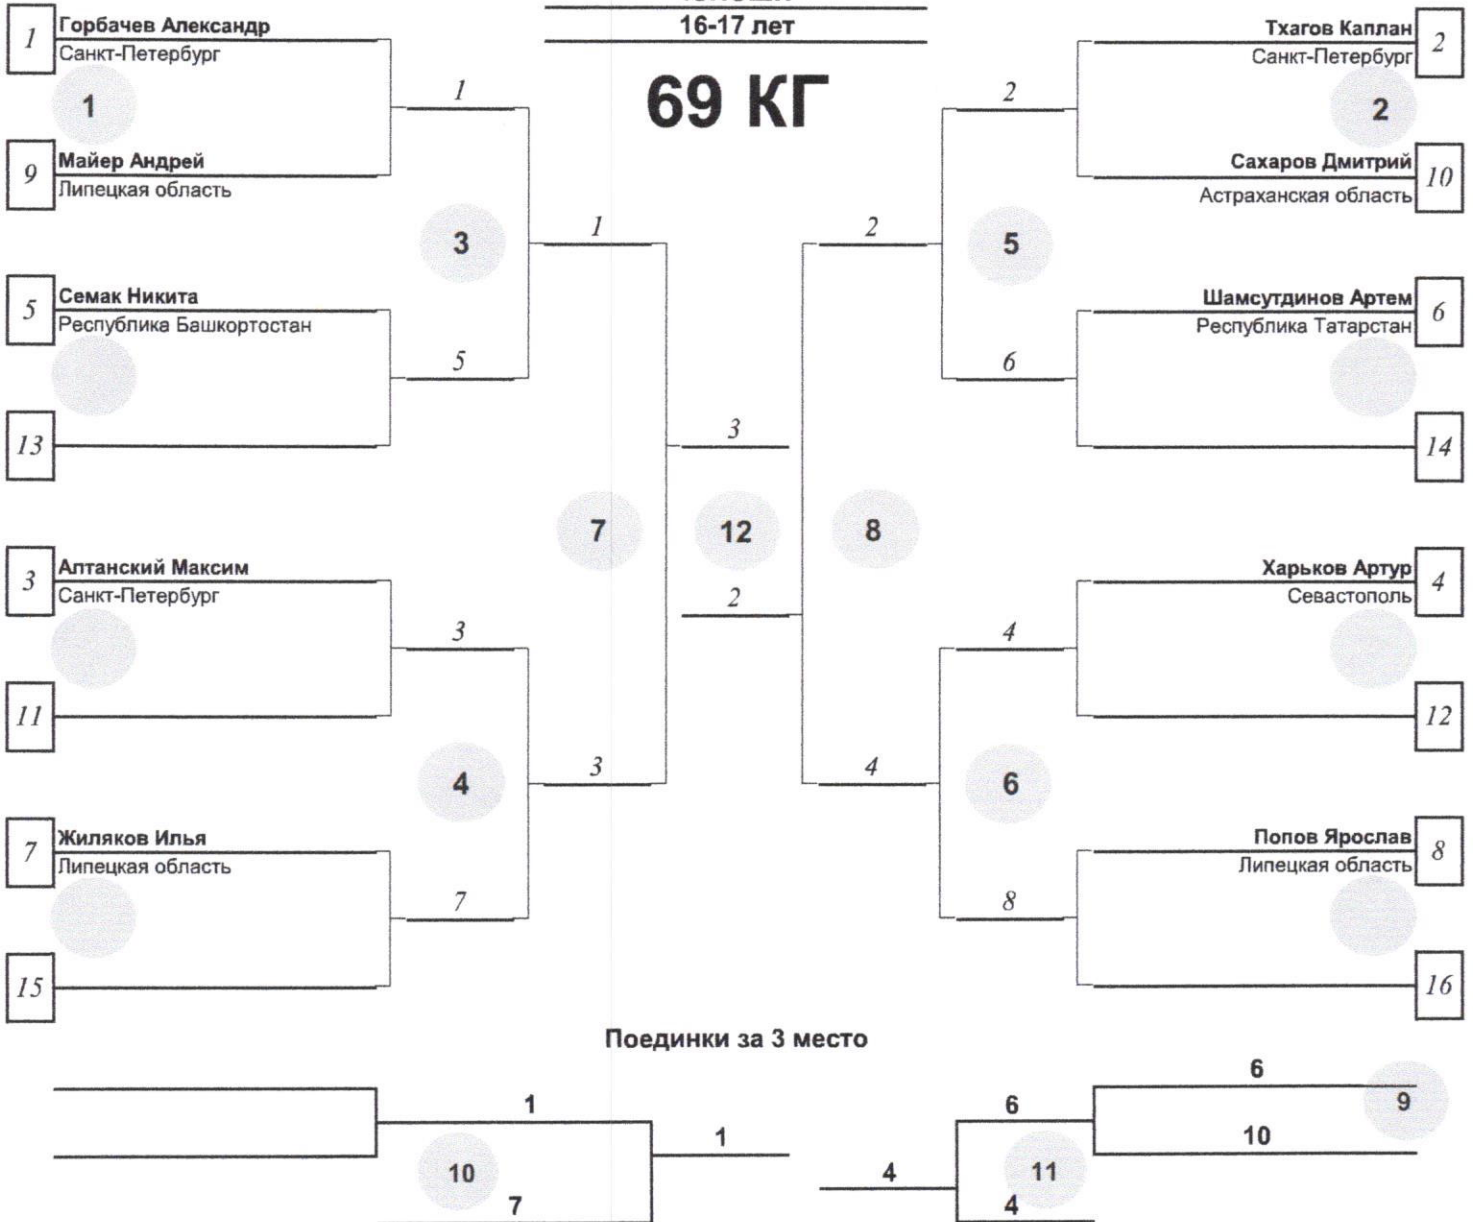 16-17 лет
69 КГ
1
Горбачев Александр
Санкт-Петербург
1
9
Майер Андрей
Липецкая область
1
3
5
Семак Никита
Республика Башкортостан
13
5
1
3
Алтанский Максим
Санкт-Петербург
11
3
4
7
Жиляков Илья
Липецкая область
15
7
3
7
3
12
2
8
Тхагов Каплан
Санкт-Петербург
2
2
Сахаров Дмитрий
Астраханская область
10
2
5
2
Шамсутдинов Артем
Республика Татарстан
6
14
6
Харьков Артур
Севастополь
4
12
4
6
4
Попов Ярослав
Липецкая область
8
16
8
Поединки за 3 место
1
10
7
1
6
9
10
6
11
4
4